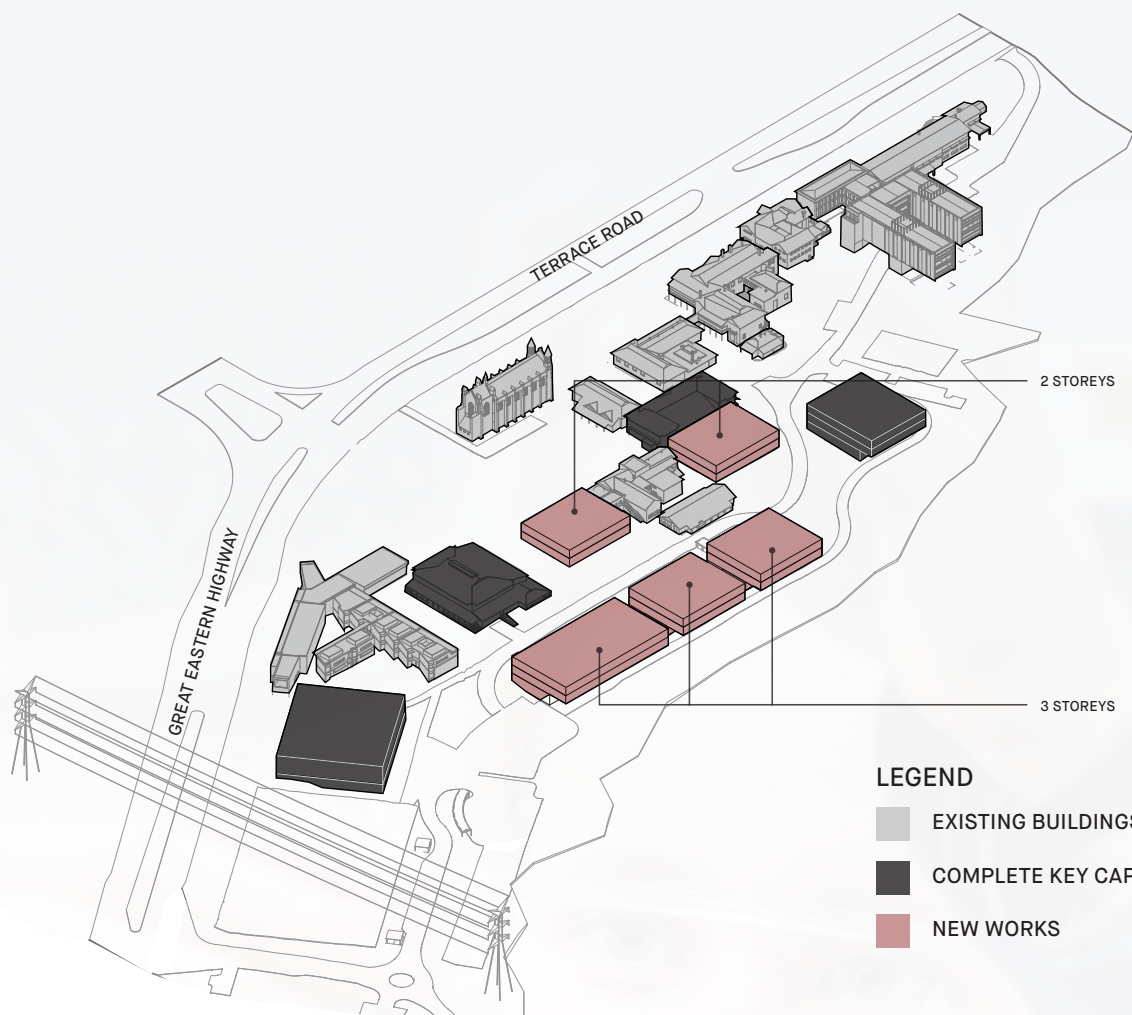 TERRACE ROAD
2 STOREYS
GREAT EASTERN HIGHWAY
3 STOREYS
LEGEND
EXISTING BUILDINGS
COMPLETE KEY CAP
NEW WORKS